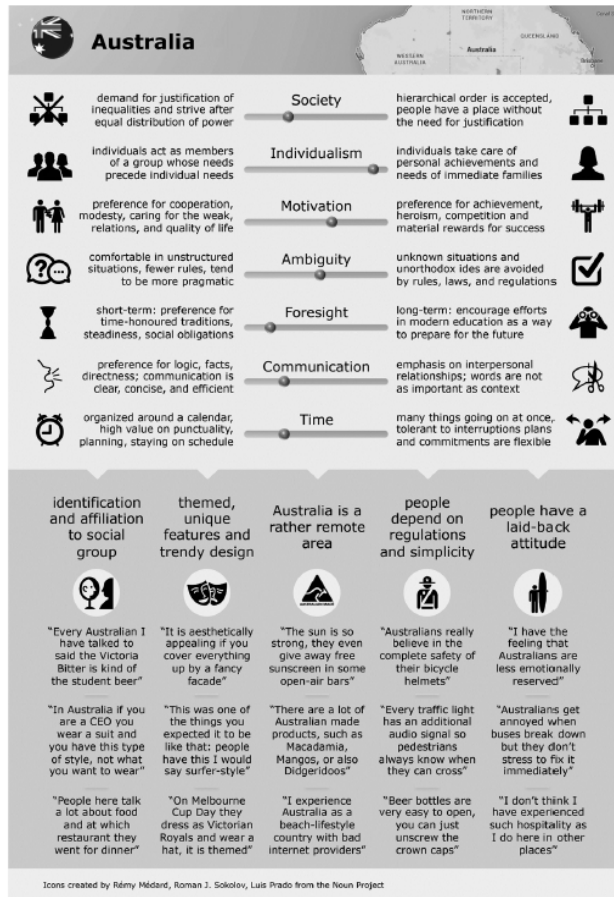 Australia
NORTHERN
TERRITORY
QUEENSLAND
WESTERN
AUSTRALIA
Australia
Brisbane
demand for justification of
inequalities and strive after
equal distribution of power
Society
hierarchical order is accepted,
people have a place without
the need for justification
individuals act as members
of a group whose needs
precede individual needs
Individualism
individuals take care of
personal achievements and
needs of immediate families
preference for cooperation,
modesty, caring for the weak,
relations, and quality of life
Motivation
preference for achievement,
heroism, competition and
material rewards for success
comfortable in unstructured
situations, fewer rules, tend
to be more pragmatic
Ambiguity
unknown situations and
unorthodox ides are avoided
by rules, laws, and regulations
short-term: preference for
time-honoured traditions,
steadiness, social obligations
Foresight
long-term: encourage efforts
in modern education as a way
to prepare for the future
preference for logic, facts,
directness; communication is
clear, concise, and efficient
Communication
emphasis on interpersonal
relationships; words are not
as important as context
organized around a calendar,
high value on punctuality,
planning, staying on schedule
Time
many things going on at once,
tolerant to interruptions plans
and commitments are flexible
identification
and affiliation
to social
group
themed,
unique
features and
trendy design
Australia is a
rather remote
area
people
depend on
regulations
and simplicity
people have a
laid-back
attitude
AUSTRALIAN MADE
"Every Australian I
have talked to
said the Victoria
Bitter is kind of
the student beer"
"It is aesthetically
appealing if you
cover everything
up by a fancy
facade"
"The sun is so
strong, they even
give away free
sunscreen in some
open-air bars"
"Australians really
believe in the
complete safety of
their bicycle
helmets"
"I have the
feeling that
Australians are
less emotionally
reserved"
"In Australia if you
are a CEO you
wear a suit and
you have this type
of style, not what
you want to wear"
"This was one of
the things you
expected it to be
like that: people
have this I would
say surfer-style"
"There are a lot of
Australian made
products, such as
Macadamia,
Mangos, or also
Didgeridoos"
"Every traffic light
has an additional
audio signal so
pedestrians
always know when
they can cross"
"Australians get
annoyed when
buses break down
but they don't
stress to fix it
immediately"
"People here talk
a lot about food
and at which
restaurant they
went for dinner"
"On Melbourne
Cup Day they
dress as Victorian
Royals and wear a
hat, it is themed"
"I experience
Australia as a
beach-lifestyle
country with bad
internet providers"
"Beer bottles are
very easy to open,
you can just
unscrew the
crown caps"
"I don't think I
have experienced
such hospitality as
I do here in other
places"
Icons created by Rémy Médard, Roman J. Sokolov, Luis Prado from the Noun Project